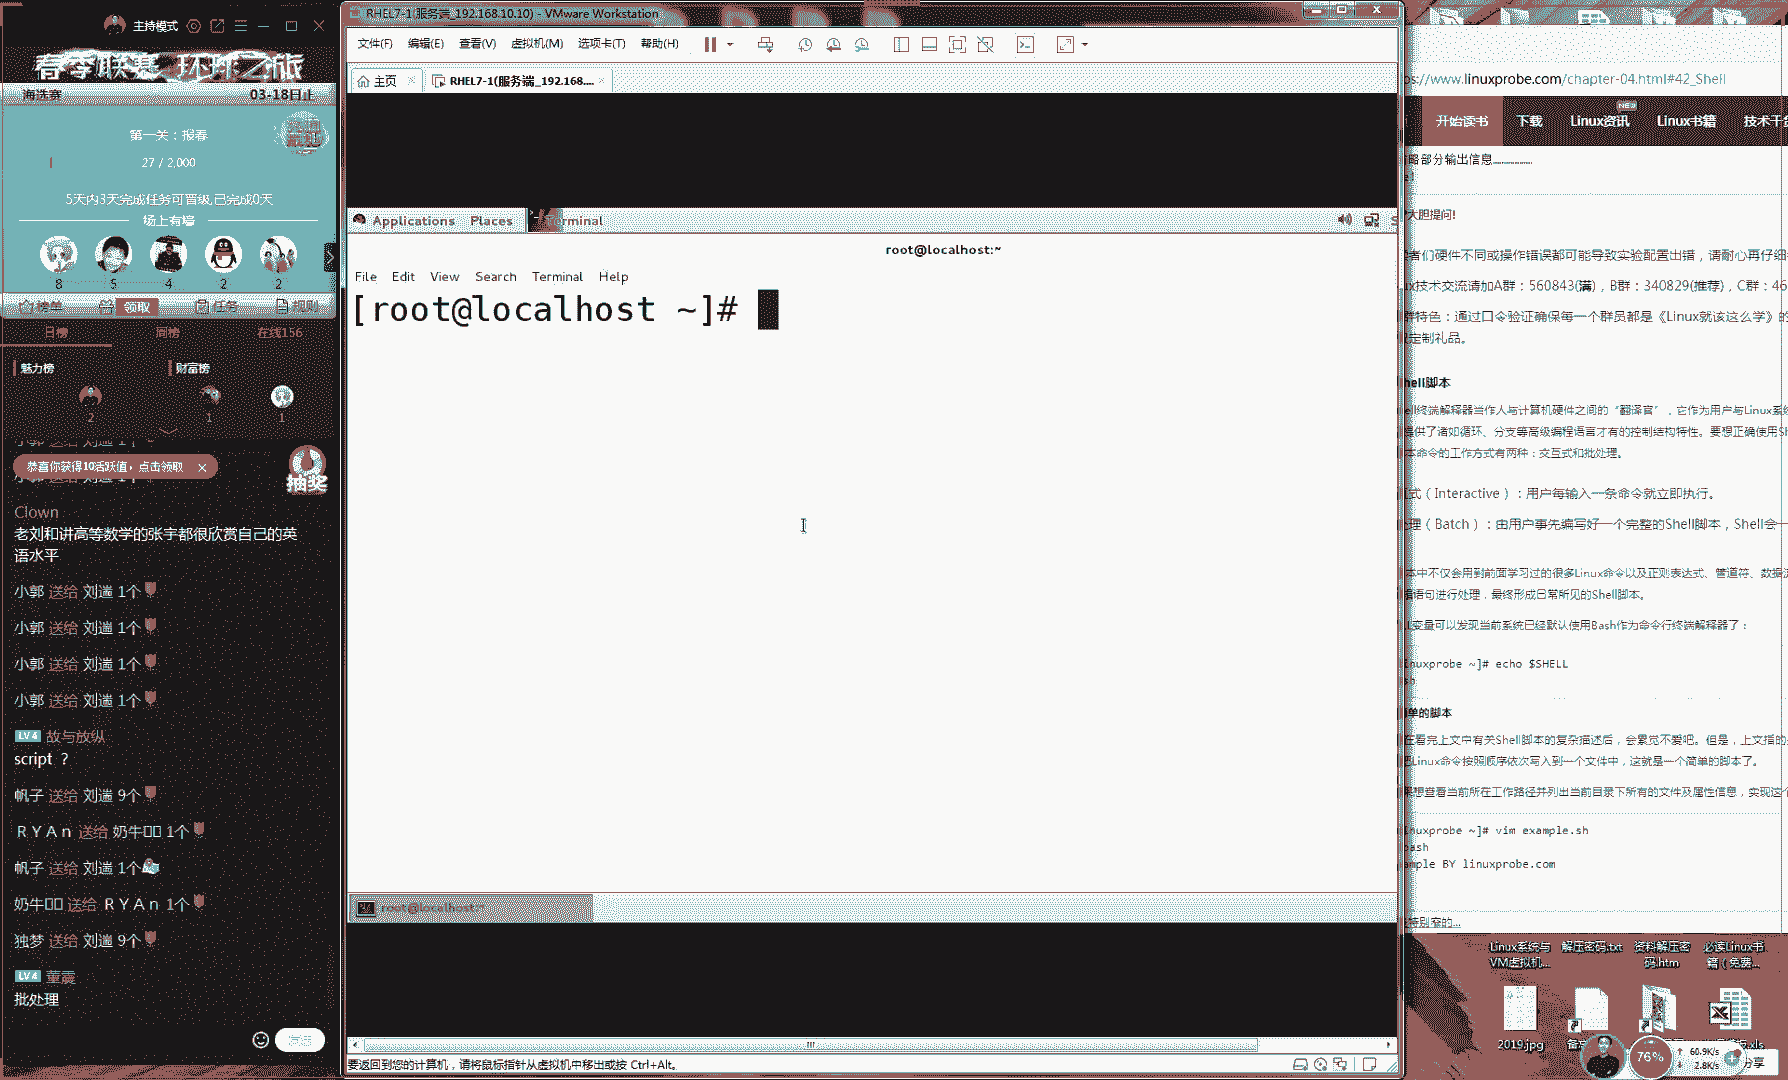 主持模式
春季联赛 环球之旅
海选赛
03-18日止
第一关：报春
27 / 2,000
5天内3天完成任务可晋级,已完成0天
场上有喵
8
5
4
2
2
榜单
领取
任务
规则
日榜
周榜
在线156
魅力榜
财富榜
2
1
1
恭喜你获得10活跃值，点击领取
抽奖
Clown
老刘和讲高等数学的张宇都很欣赏自己的英
语水平
小郭 送给 刘遄 1个
小郭 送给 刘遄 1个
小郭 送给 刘遄 1个
小郭 送给 刘遄 1个
LV4 故与放纵
script ？
帆子 送给 刘遄 9个
ＲＹＡｎ 送给 奶牛 1个
帆子 送给 刘遄 1个
奶牛 送给 ＲＹＡｎ 1个
独梦 送给 刘遄 9个
LV4 董震
批处理
RHEL7-1(服务端_192.168.10.10) - VMware Workstation
文件(F)
编辑(E)
查看(V)
虚拟机(M)
选项卡(T)
帮助(H)
主页
RHEL7-1(服务端_192.168....
Applications
Places
Terminal
root@localhost:~
File
Edit
View
Search
Terminal
Help
[root@localhost ~]#
root@localhost:~
要返回到您的计算机，请将鼠标指针从虚拟机中移出或按 Ctrl+Alt。
ps://www.linuxprobe.com/chapter-04.html#42_Shell
开始读书
下载
Linux资讯
NEW
Linux书籍
技术干
略部分输出信息………………
大胆提问!
者们硬件不同或操作错误都可能导致实验配置出错，请耐心再仔细
ux技术交流请加A群：560843(满)，B群：340829(推荐)，C群：46
群特色：通过口令验证确保每一个群员都是《Linux就该这么学》的
定制礼品。
hell脚本
ell终端解释器当作人与计算机硬件之间的“翻译官”，它作为用户与Linux系
提供了诸如循环、分支等高级编程语言才有的控制结构特性。要想正确使用Sh
本命令的工作方式有两种：交互式和批处理。
式（Interactive）：用户每输入一条命令就立即执行。
理（Batch）：由用户事先编写好一个完整的Shell脚本，Shell会一
本中不仅会用到前面学习过的很多Linux命令以及正则表达式、管道符、数据流
语句进行处理，最终形成日常所见的Shell脚本。
变量可以发现当前系统已经默认使用Bash作为命令行终端解释器了：
inuxprobe ~]# echo $SHELL
sh
单的脚本
在看完上文中有关Shell脚本的复杂描述后，会累觉不爱吧。但是，上文指的是
把Linux命令按照顺序依次写入到一个文件中，这就是一个简单的脚本了。
果想查看当前所在工作路径并列出当前目录下所有的文件及属性信息，实现这个
inuxprobe ~]# vim example.sh
bash
ample BY linuxprobe.com
特别容的...
Linux系统与
VM虚拟机...
解压密码.txt
资料解压密
码.htm
必读Linux书
籍（免费...
2019.jpg
76%
60.9K/s
2.8K/s